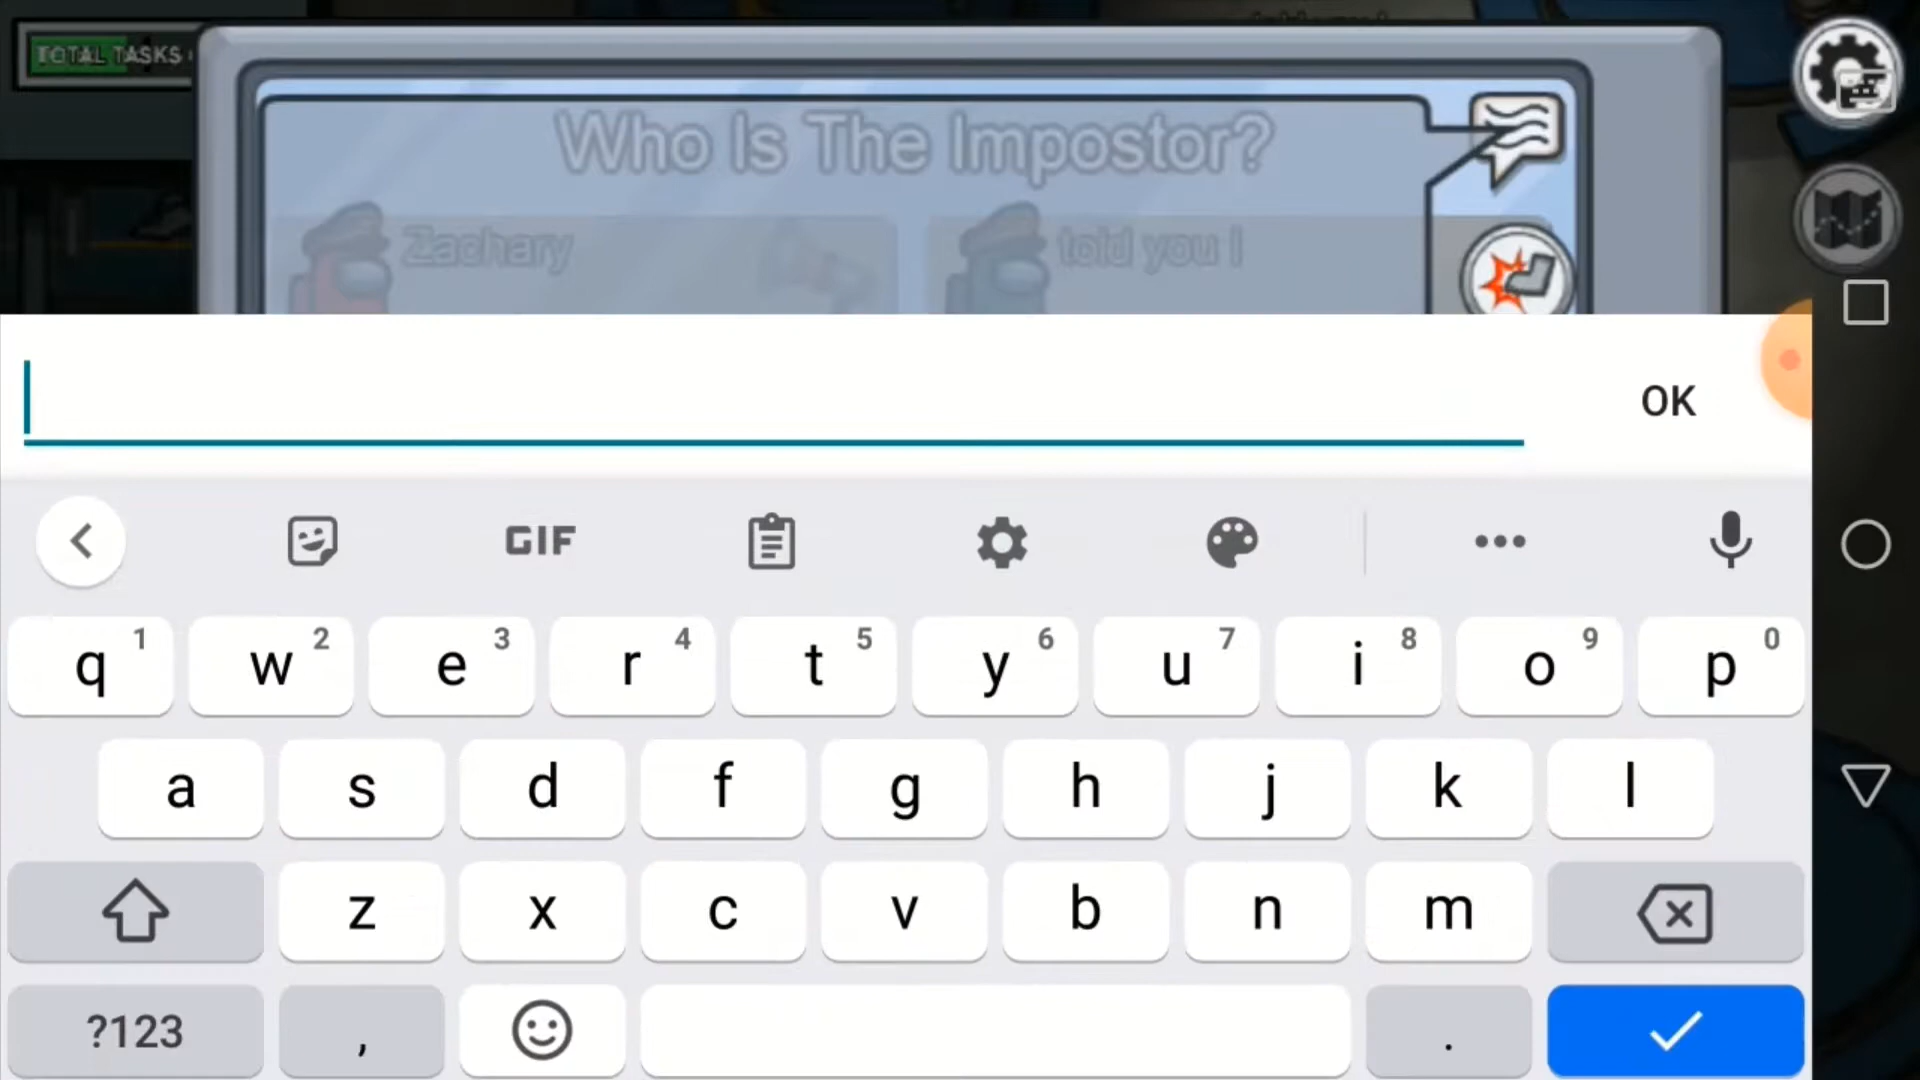 TOTAL TASKS
Who Is The Impostor?
Zachary
told you I
OK
GIF
q 1 w 2 e 3 r 4 t 5 y 6 u 7 i 8 o 9 p 0
a s d f g h j k l
z x c v b n m
?123 , .